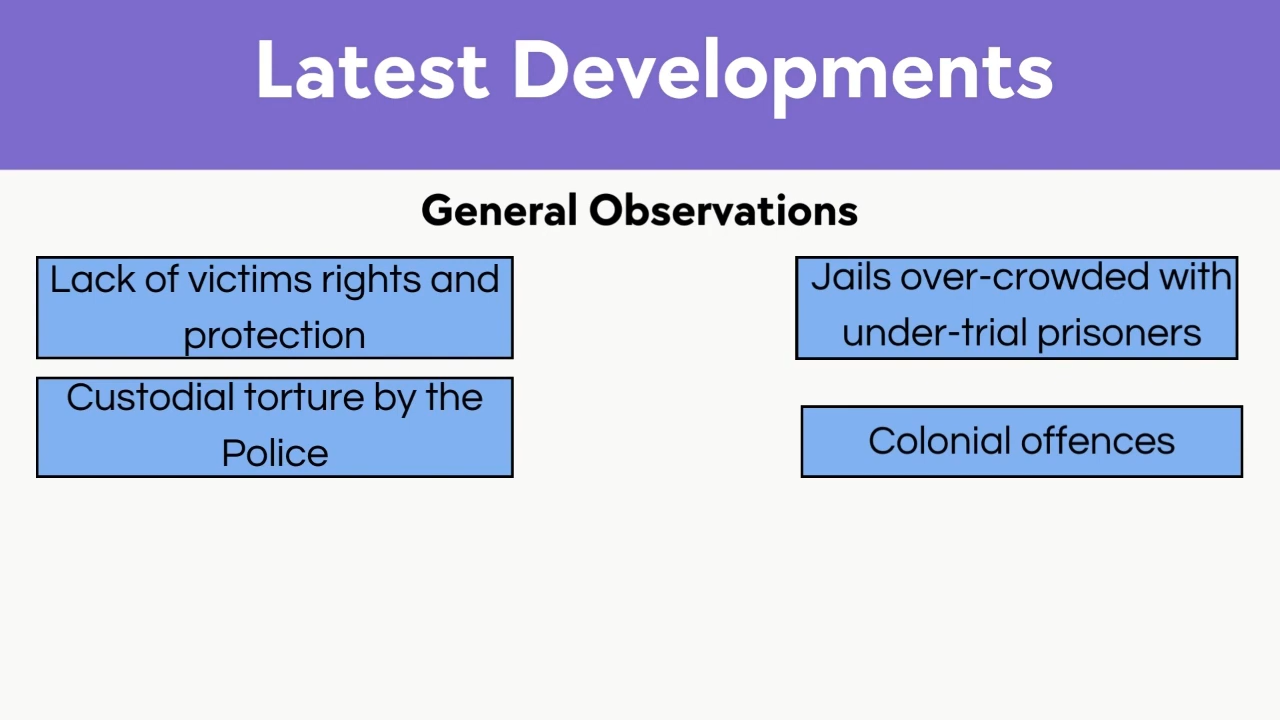 Latest Developments
General Observations
Lack of victims rights and
protection
Jails over-crowded with
under-trial prisoners
Custodial torture by the
Police
Colonial offences